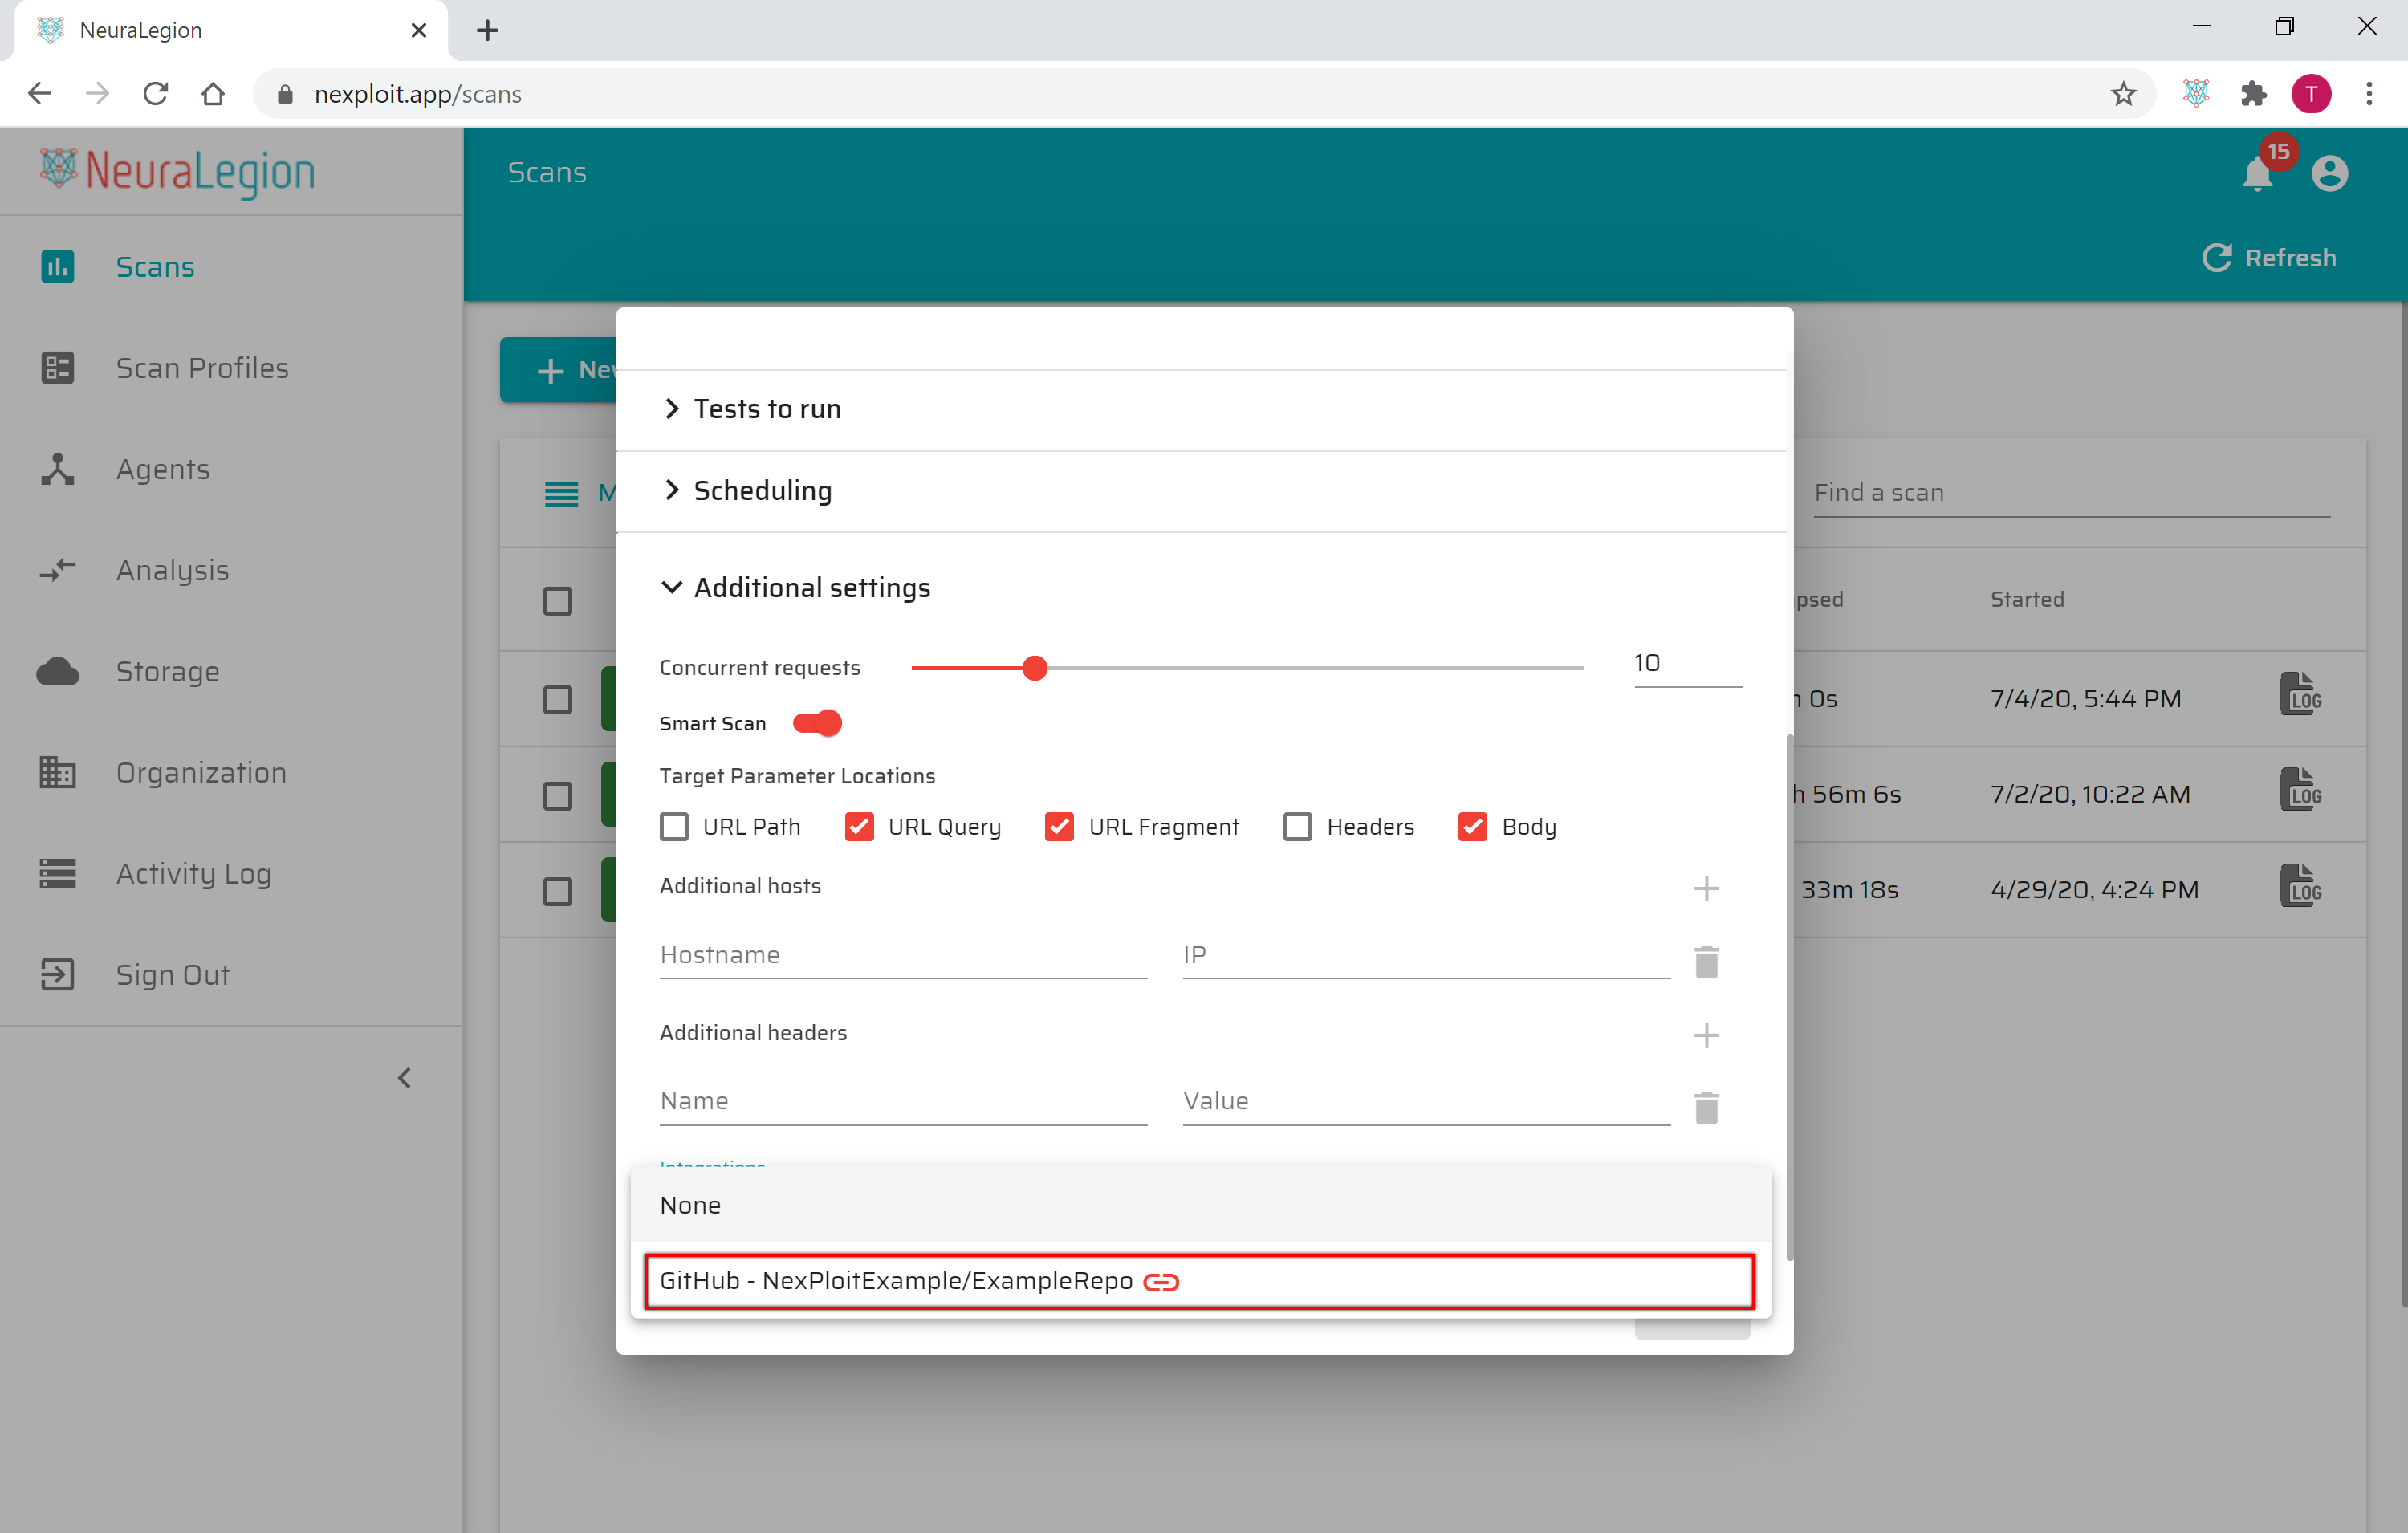 NeuraLegion
nexploit.app/scans
T
NeuraLegion
Scans
15
Refresh
Scans
Scan Profiles
Agents
Analysis
Storage
Organization
Activity Log
Sign Out
Tests to run
Scheduling
Find a scan
Additional settings
Started
Concurrent requests
10
7/4/20, 5:44 PM
LOG
Smart Scan
Target Parameter Locations
56m 6s
7/2/20, 10:22 AM
LOG
URL Path
URL Query
URL Fragment
Headers
Body
Additional hosts
33m 18s
4/29/20, 4:24 PM
LOG
Hostname
IP
Additional headers
Name
Value
Integrations
None
GitHub - NexPloitExample/ExampleRepo